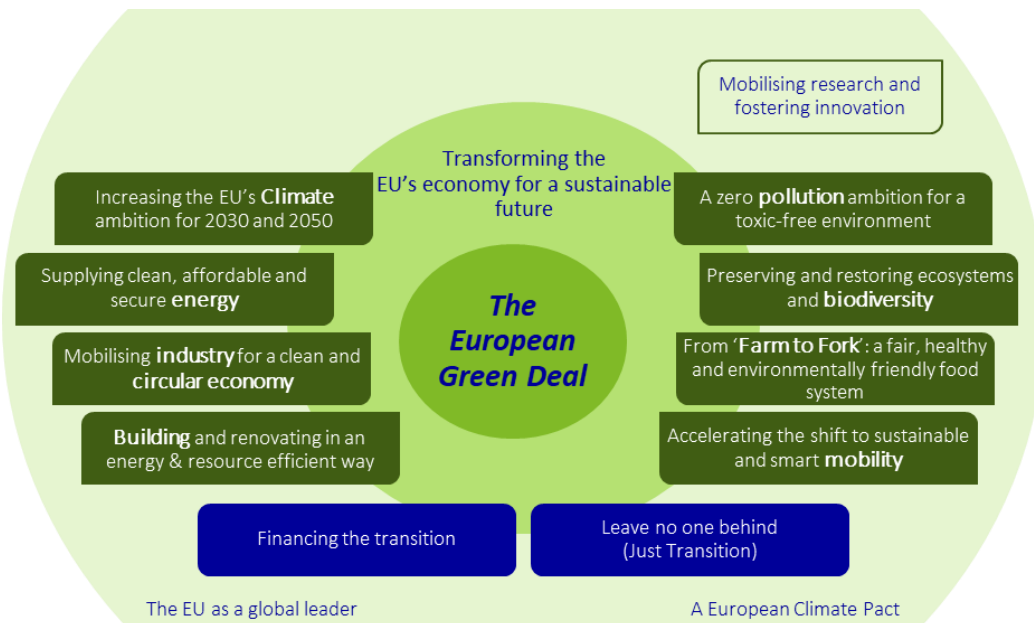 Mobilising research and
fostering innovation
Transforming the
EU's economy for a sustainable
future
Increasing the EU's Climate
ambition for 2030 and 2050
Supplying clean, affordable and
secure energy
Mobilising industry for a clean and
circular economy
Building and renovating in an
energy & resource efficient way
The
European
Green Deal
A zero pollution ambition for a
toxic-free environment
Preserving and restoring ecosystems
and biodiversity
From ‘Farm to Fork’: a fair, healthy
and environmentally friendly food
system
Accelerating the shift to sustainable
and smart mobility
Financing the transition
Leave no one behind
(Just Transition)
The EU as a global leader
A European Climate Pact